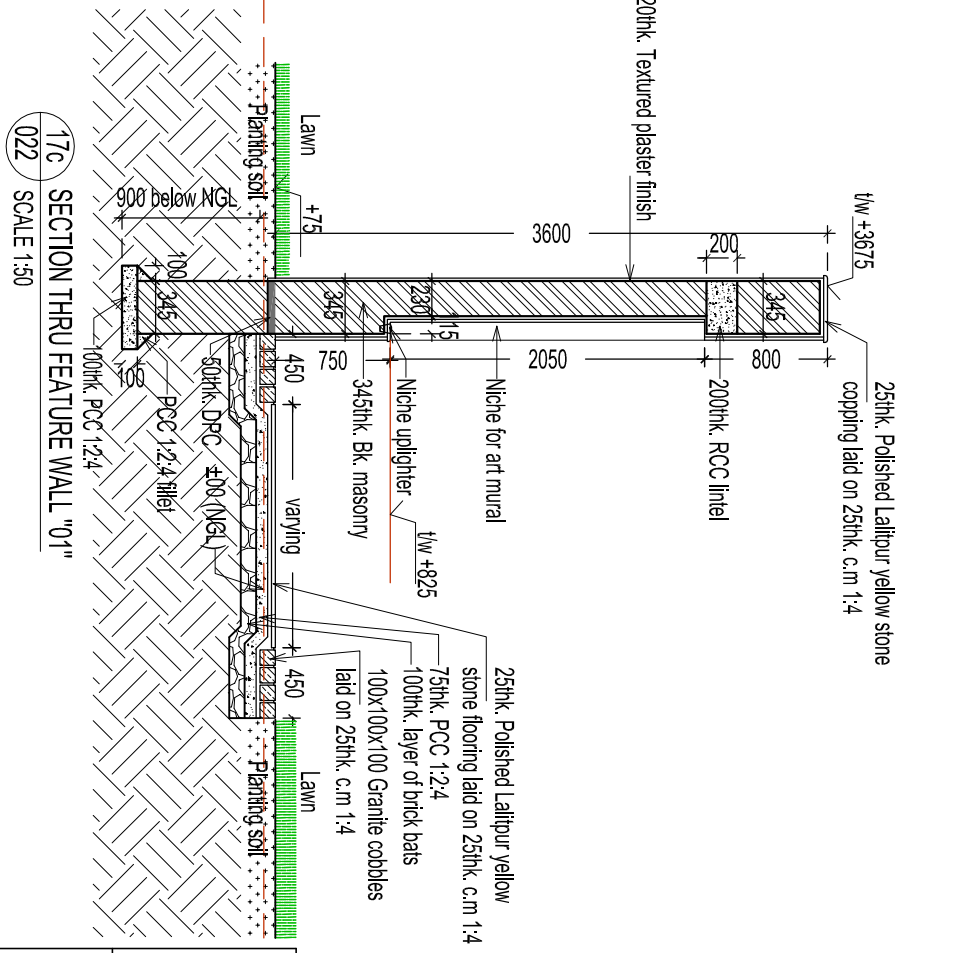 t/w +3675
25thk. Polished Lalitpur yellow stone
copping laid on 25thk. c.m 1:4
20thk. Textured plaster finish
3600
200
345
800
200thk. RCC lintel
2050
Niche for art mural
Niche uplighter
345thk. Bk. masonry
t/w +825
230
115
345
750
Lawn
+75
Planting soil
900 below NGL
100
345
100
450
varying
450
50thk. DPC
±00 (NGL)
PCC 1:2:4 fillet
100thk. PCC 1:2:4
25thk. Polished Lalitpur yellow
stone flooring laid on 25thk. c.m 1:4
75thk. PCC 1:2:4
100thk. layer of brick bats
100x100x100 Granite cobbles
laid on 25thk. c.m 1:4
Lawn
Planting soil
17c
022
SECTION THRU FEATURE WALL "01"
SCALE 1:50